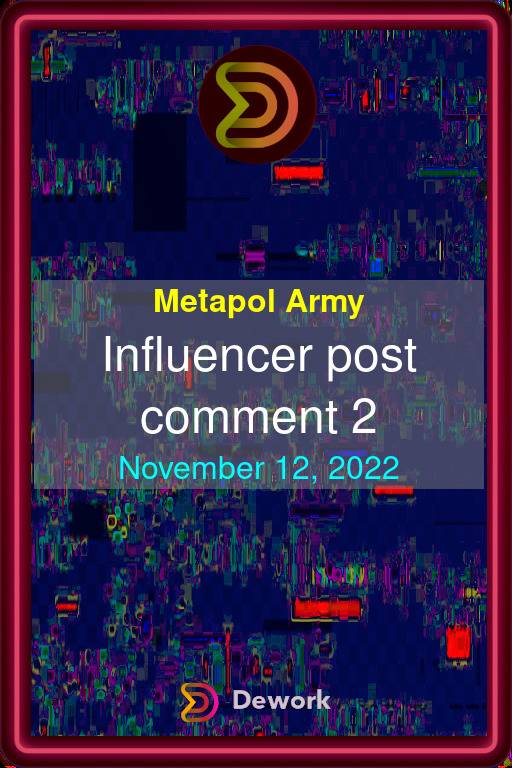 Metapol Army
Influencer post
comment 2
November 12, 2022
Dework